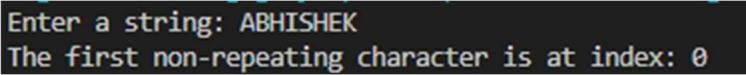 Enter a string: ABHISHEK
The first non-repeating character is at index: 0